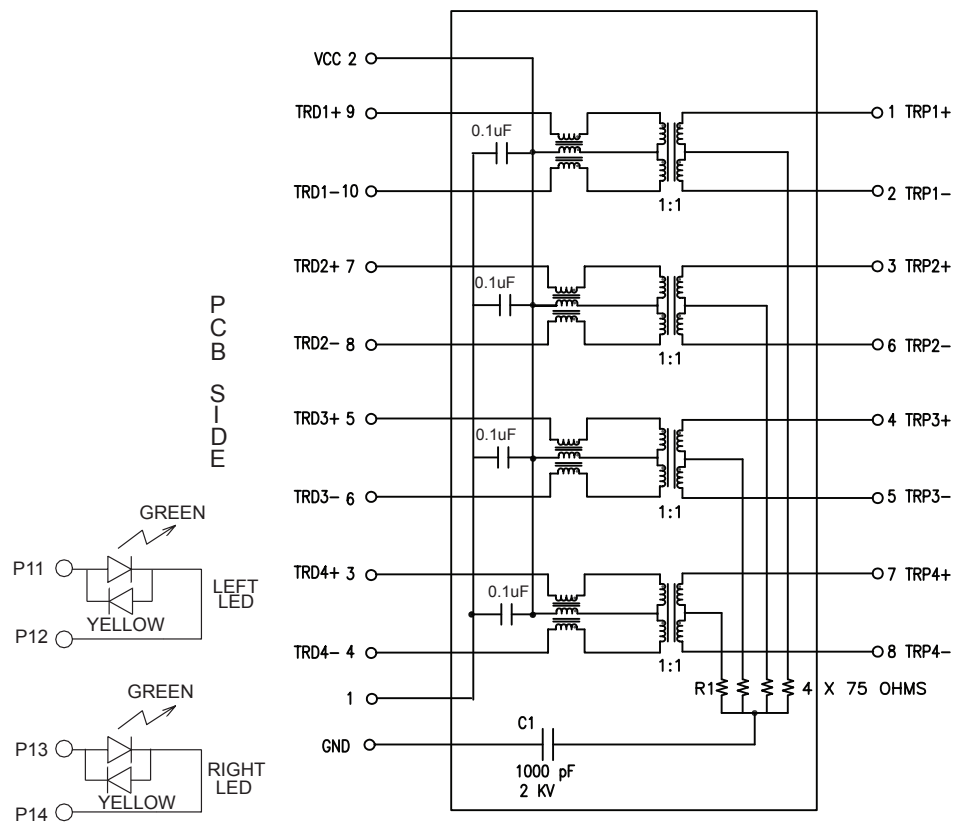 VCC 2
TRD1+ 9
0.1uF
1 TRP1+
TRD1- 10
2 TRP1-
1:1
TRD2+ 7
0.1uF
3 TRP2+
TRD2- 8
6 TRP2-
1:1
PCB SIDE
TRD3+ 5
0.1uF
4 TRP3+
TRD3- 6
5 TRP3-
1:1
GREEN
P11
LEFT
LED
YELLOW
P12
TRD4+ 3
0.1uF
7 TRP4+
TRD4- 4
8 TRP4-
1:1
R1
4 X 75 OHMS
1
GREEN
P13
RIGHT
LED
YELLOW
P14
C1
GND
1000 pF
2 KV